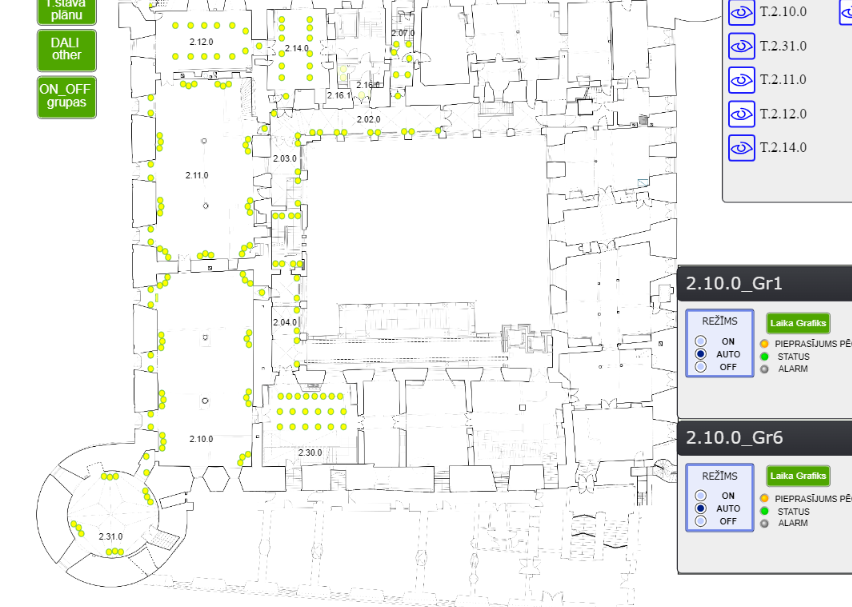 1.stāva
plānu
DALI
other
ON_OFF
grupas
2.12.0
2.14.0
2.07.0
2.16.1
2.02.0
2.03.0
2.11.0
2.04.0
2.10.0
2.30.0
2.31.0
T.2.10.0
T.2.31.0
T.2.11.0
T.2.12.0
T.2.14.0
2.10.0_Gr1
REŽĪMS
ON
AUTO
OFF
Laika Grafiks
PIEPRASĪJUMS PĒ
STATUS
ALARM
2.10.0_Gr6
REŽĪMS
ON
AUTO
OFF
Laika Grafiks
PIEPRASĪJUMS PĒ
STATUS
ALARM